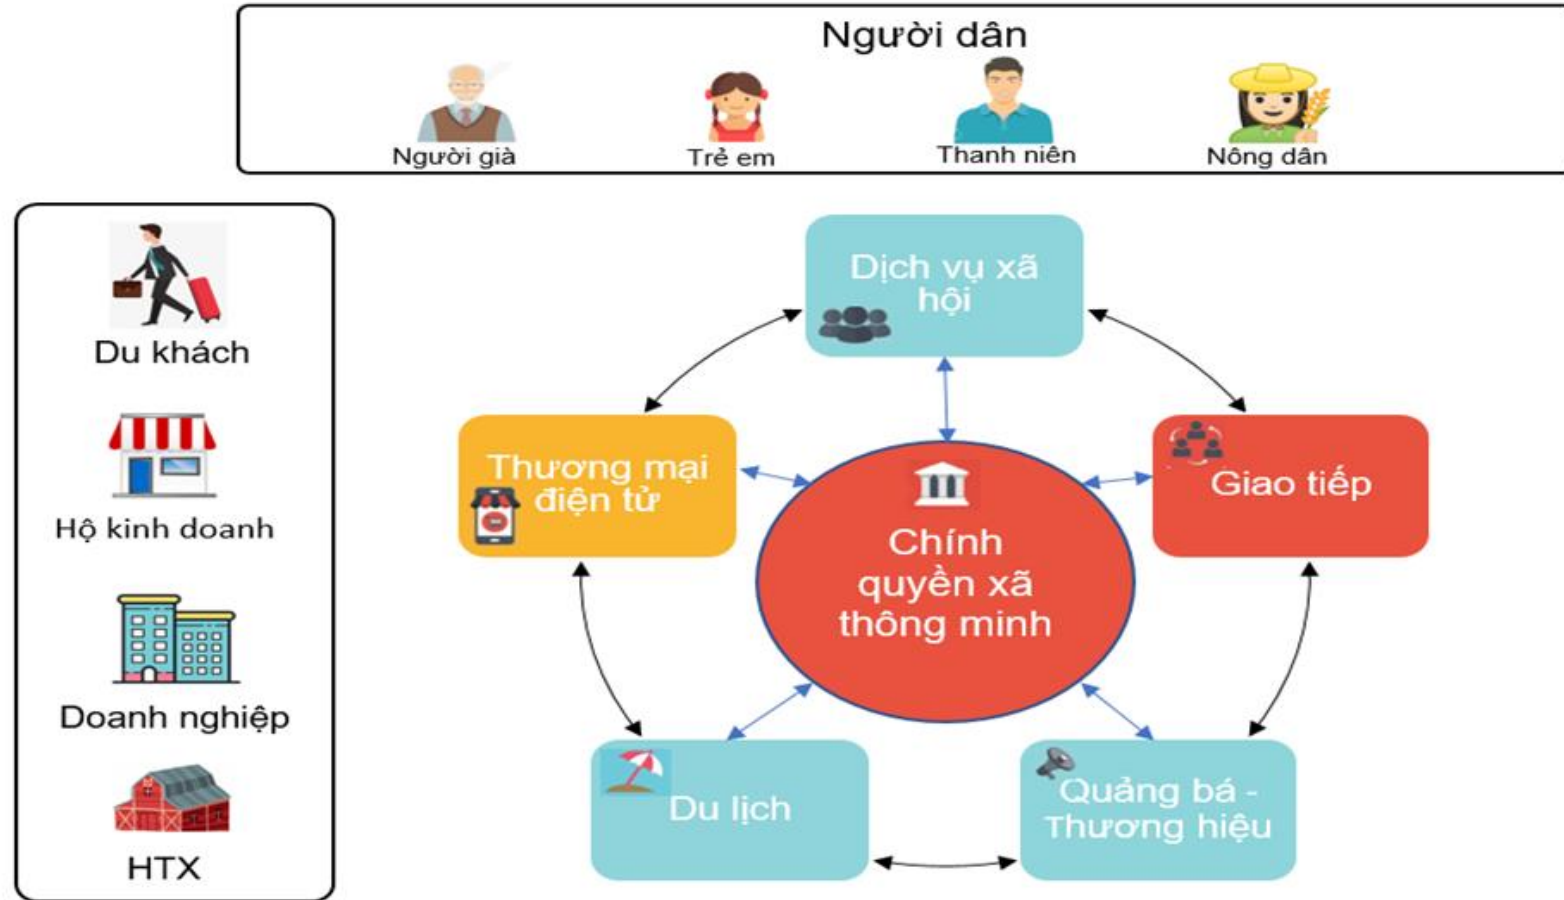 Người dân
Người già
Trẻ em
Thanh niên
Nông dân
Du khách
Hộ kinh doanh
Doanh nghiệp
HTX
Dịch vụ xã
hội
Thương mại
điện tử
Giao tiếp
Chính
quyền xã
thông minh
Du lịch
Quảng bá -
Thương hiệu